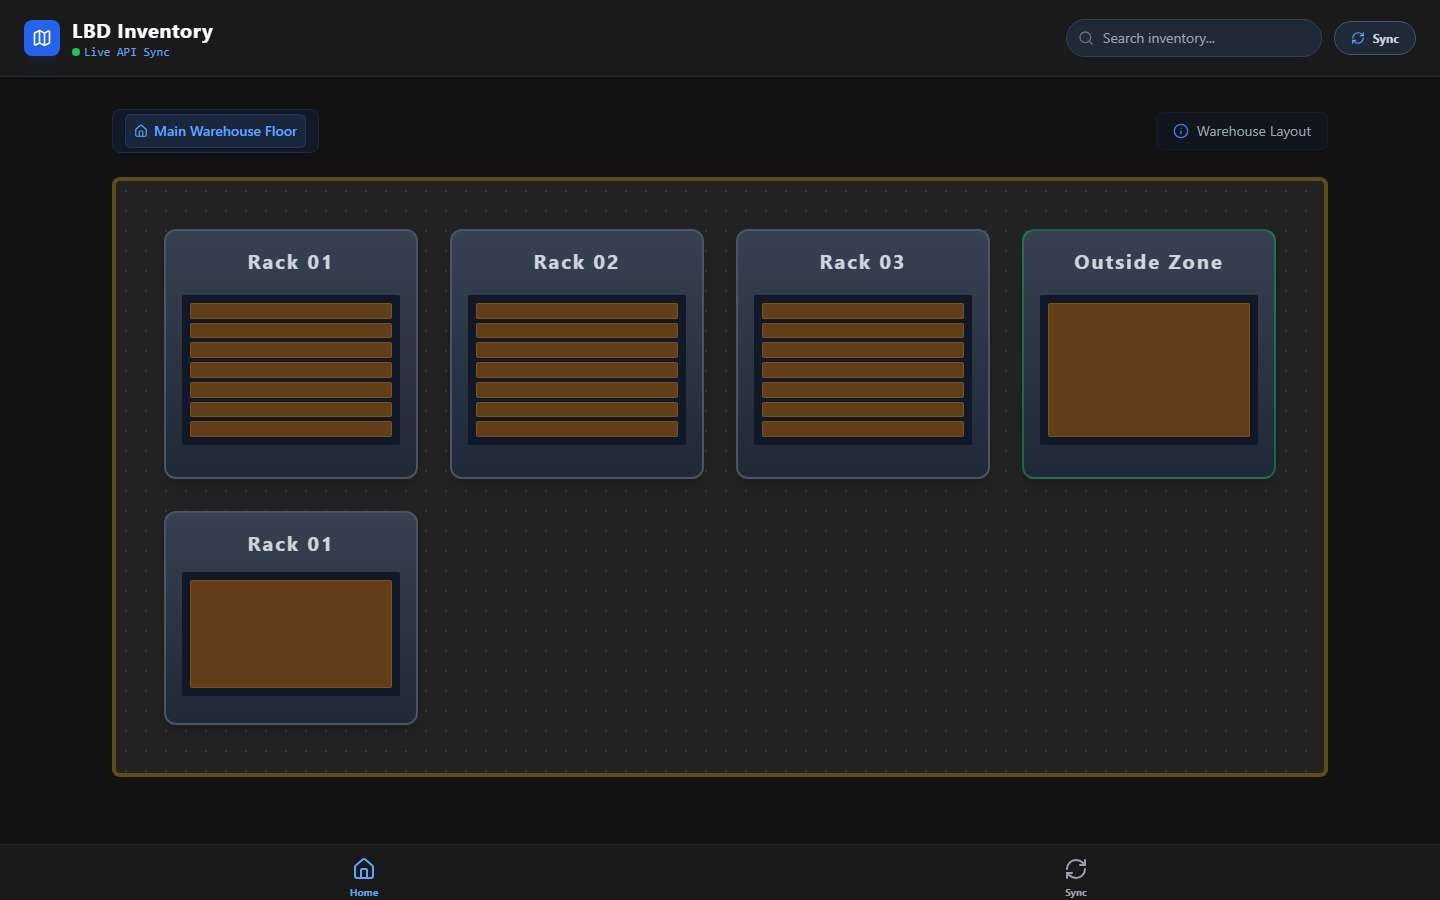 LBD Inventory
Live API Sync
Search inventory...
Sync
Main Warehouse Floor
Warehouse Layout
Rack 01
Rack 02
Rack 03
Outside Zone
Rack 01
Home
Sync